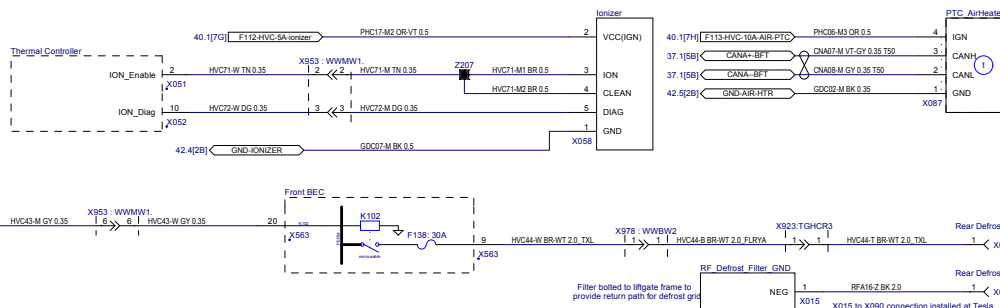 Ionizer
PTC_AirHeate
40.1[7G] F112-HVC-5A-ionizer PHC17-M2 OR-VT 0.5 2 VCC(IGN)
40.1[7H] F113-HVC-10A-AIR-PTC PHC06-M3 OR 0.5 4 IGN
Thermal Controller
37.1[5B] CANA+-BFT CNA07-M VT-GY 0.35 T50 3 CANH
X953 : WWMW1.
Z207
ION_Enable 2 HVC71-W TN 0.35 2 2 HVC71-M TN 0.35 HVC71-M1 BR 0.5 3 ION
37.1[5B] CANA--BFT CNA08-M GY 0.35 T50 2 CANL
t
X051
HVC71-M2 BR 0.5 4 CLEAN
42.5[2B] GND-AIR-HTR GDC02-M BK 0.35 1 GND
X087
ION_Diag 10 HVC72-W DG 0.35 3 3 HVC72-M DG 0.35 5 DIAG
X052
1 GND
X058
42.4[2B] GND-IONIZER GDC07-M BK 0.5
Front BEC
X953 : WWMW1.
HVC43-M GY 0.35 6 6 HVC43-W GY 0.35 20
K102
X563
F138: 30A
X978 : WWBW2
X923:TGHCR3
Rear Defros
9 HVC44-W BR-WT 2.0_TXL 1 1 HVC44-B BR-WT 2.0_FLRYA 1 1 HVC44-T BR-WT 2.0_TXL 1
X563
RF_Defrost_Filter_GND
Rear Defros
Filter bolted to liftgate frame to
provide return path for defrost grid
NEG 1 RFA16-Z BK 2.0 1
X015
X015 to X090 connection installed at Tesla